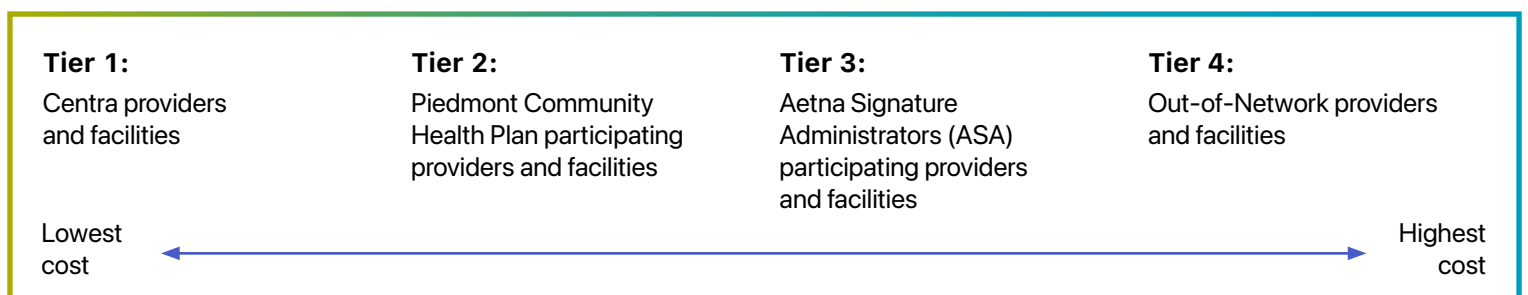 Tier 1:
Centra providers
and facilities
Tier 2:
Piedmont Community
Health Plan participating
providers and facilities
Tier 3:
Aetna Signature
Administrators (ASA)
participating providers
and facilities
Tier 4:
Out-of-Network providers
and facilities
Lowest
cost
Highest
cost